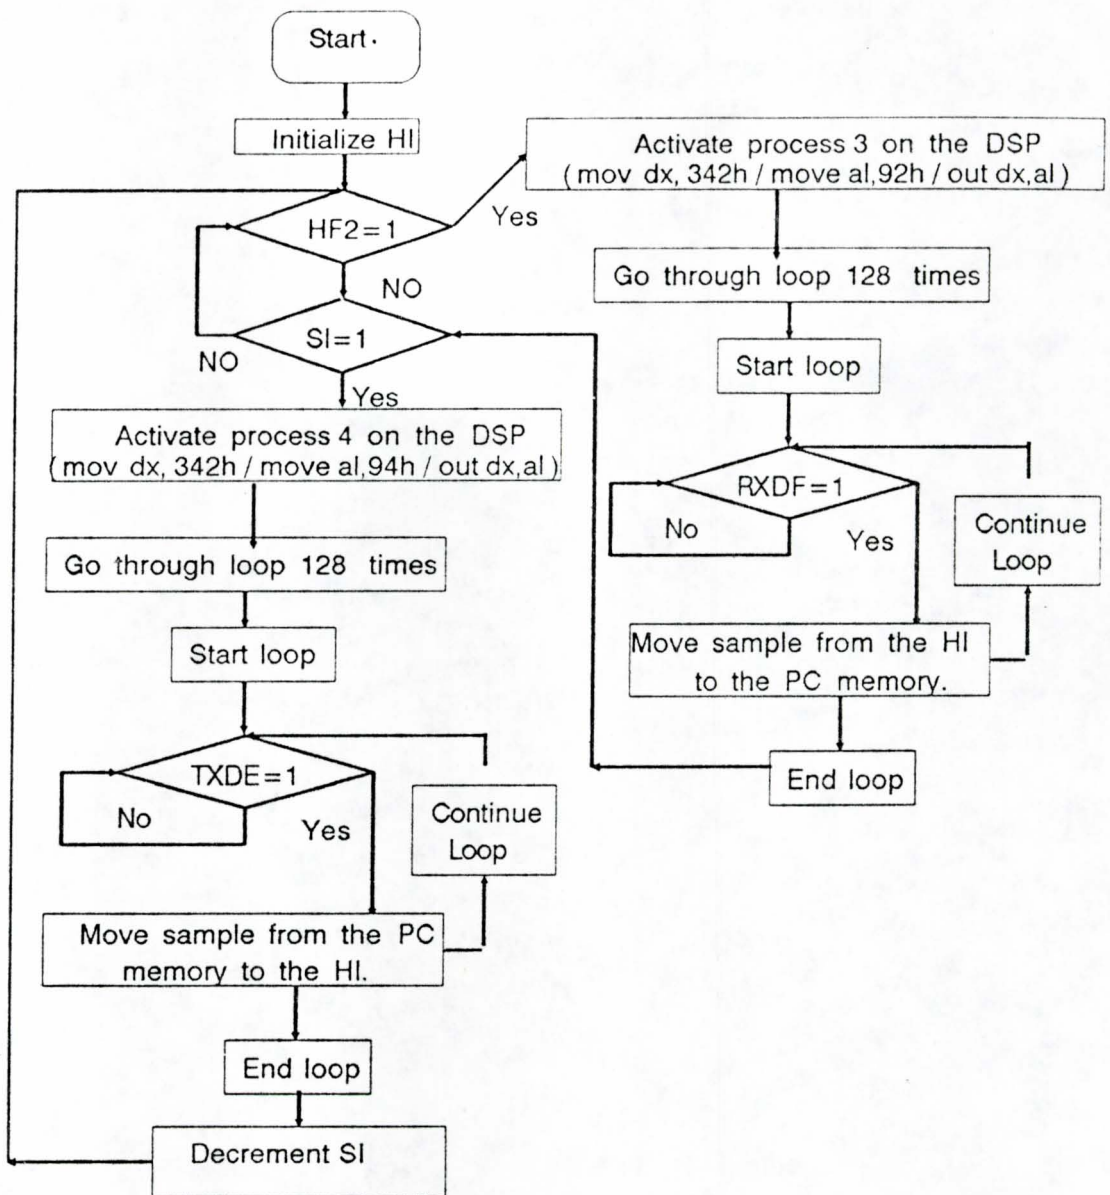 Start.
Initialize HI
HF2=1
Yes
NO
SI=1
NO
Yes
Activate process 4 on the DSP
(mov dx, 342h / move al,94h / out dx,al)
Go through loop 128 times
Start loop
TXDE=1
No
Yes
Continue
Loop
Move sample from the PC
memory to the HI.
End loop
Decrement SI
Activate process 3 on the DSP
(mov dx, 342h / move al,92h / out dx,al)
Go through loop 128 times
Start loop
RXDF=1
No
Yes
Continue
Loop
Move sample from the HI
to the PC memory.
End loop